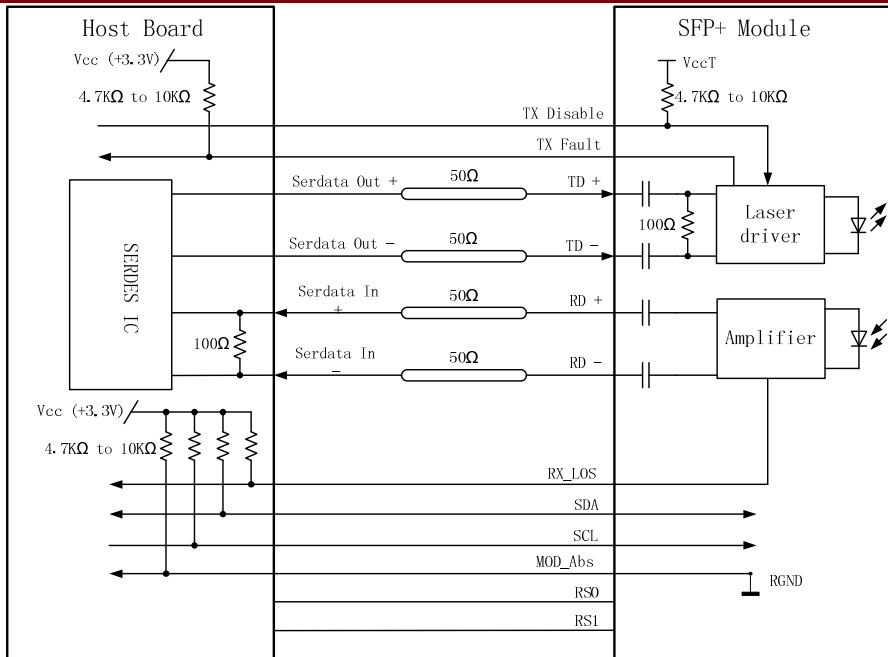 Host Board
SFP+ Module
Vcc (+3.3V)
VccT
4.7KΩ to 10KΩ
4.7KΩ to 10KΩ
TX Disable
TX Fault
Serdata Out +
50Ω
TD +
Laser
driver
100Ω
Serdata Out -
50Ω
TD -
SERDES IC
Serdata In
+
50Ω
RD +
Amplifier
100Ω
Serdata In
-
50Ω
RD -
Vcc (+3.3V)
4.7KΩ to 10KΩ
RX_LOS
SDA
SCL
MOD_Abs
RGND
RS0
RS1